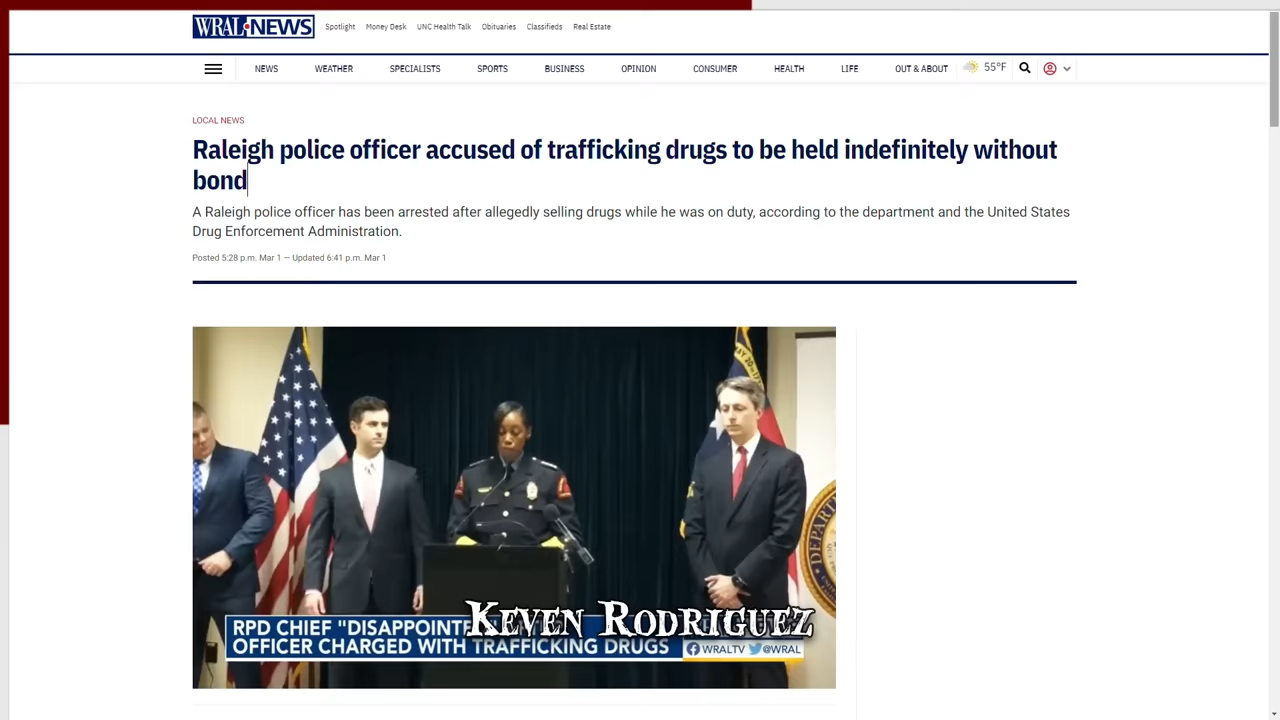 WRAL NEWS Spotlight Money Desk UNC Health Talk Obituaries Classifieds Real Estate
NEWS WEATHER SPECIALISTS SPORTS BUSINESS OPINION CONSUMER HEALTH LIFE OUT & ABOUT 55°F
LOCAL NEWS
Raleigh police officer accused of trafficking drugs to be held indefinitely without
bond
A Raleigh police officer has been arrested after allegedly selling drugs while he was on duty, according to the department and the United States
Drug Enforcement Administration.
Posted 5:28 p.m. Mar 1 — Updated 6:41 p.m. Mar 1
KEVEN RODRIGUEZ
RPD CHIEF "DISAPPOINTE
OFFICER CHARGED WITH TRAFFICKING DRUGS
WRALTV @WRAL